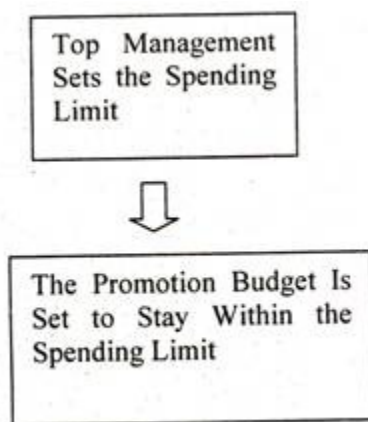 Top Management
Sets the Spending
Limit
The Promotion Budget Is
Set to Stay Within the
Spending Limit